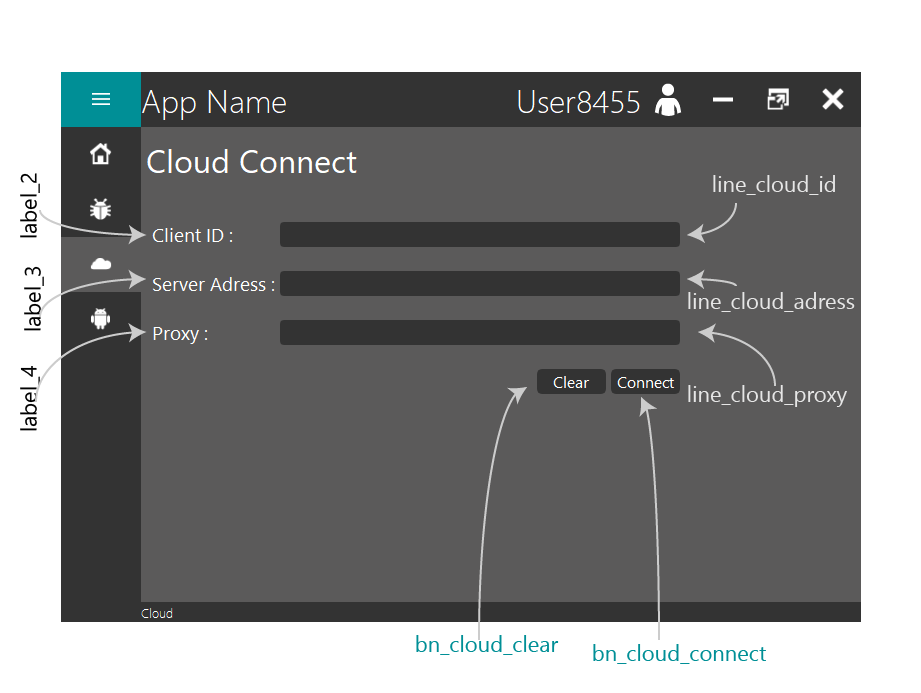 App Name
User8455
Cloud Connect
line_cloud_id
label_2
Client ID :
label_3
Server Adress :
line_cloud_adress
label_4
Proxy :
Clear
Connect
line_cloud_proxy
Cloud
bn_cloud_clear
bn_cloud_connect